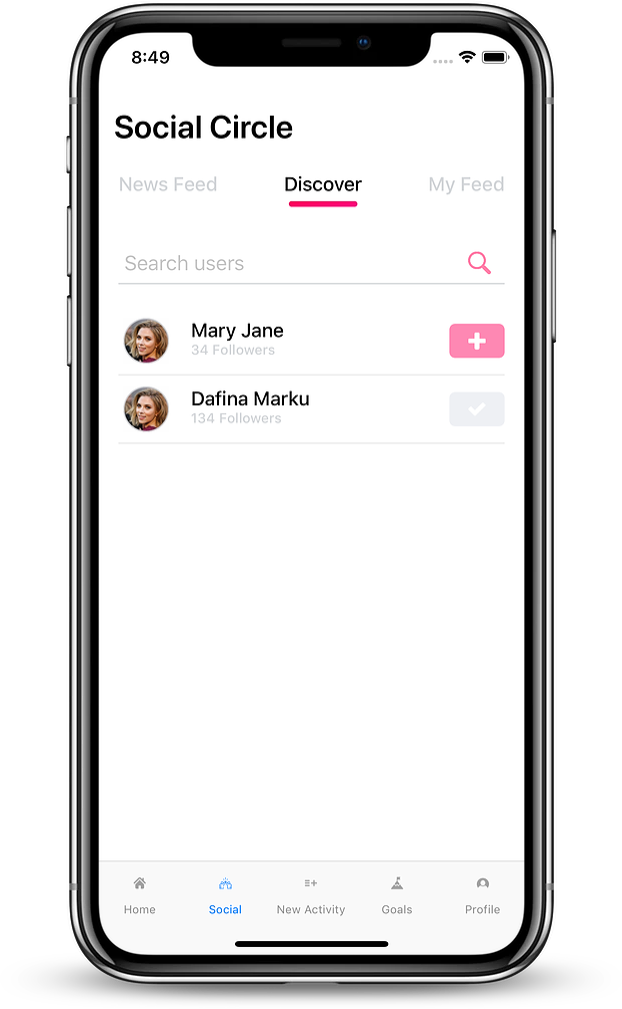 8:49
Social Circle
News Feed Discover My Feed
Search users
Mary Jane
34 Followers
Dafina Marku
134 Followers
Home Social New Activity Goals Profile